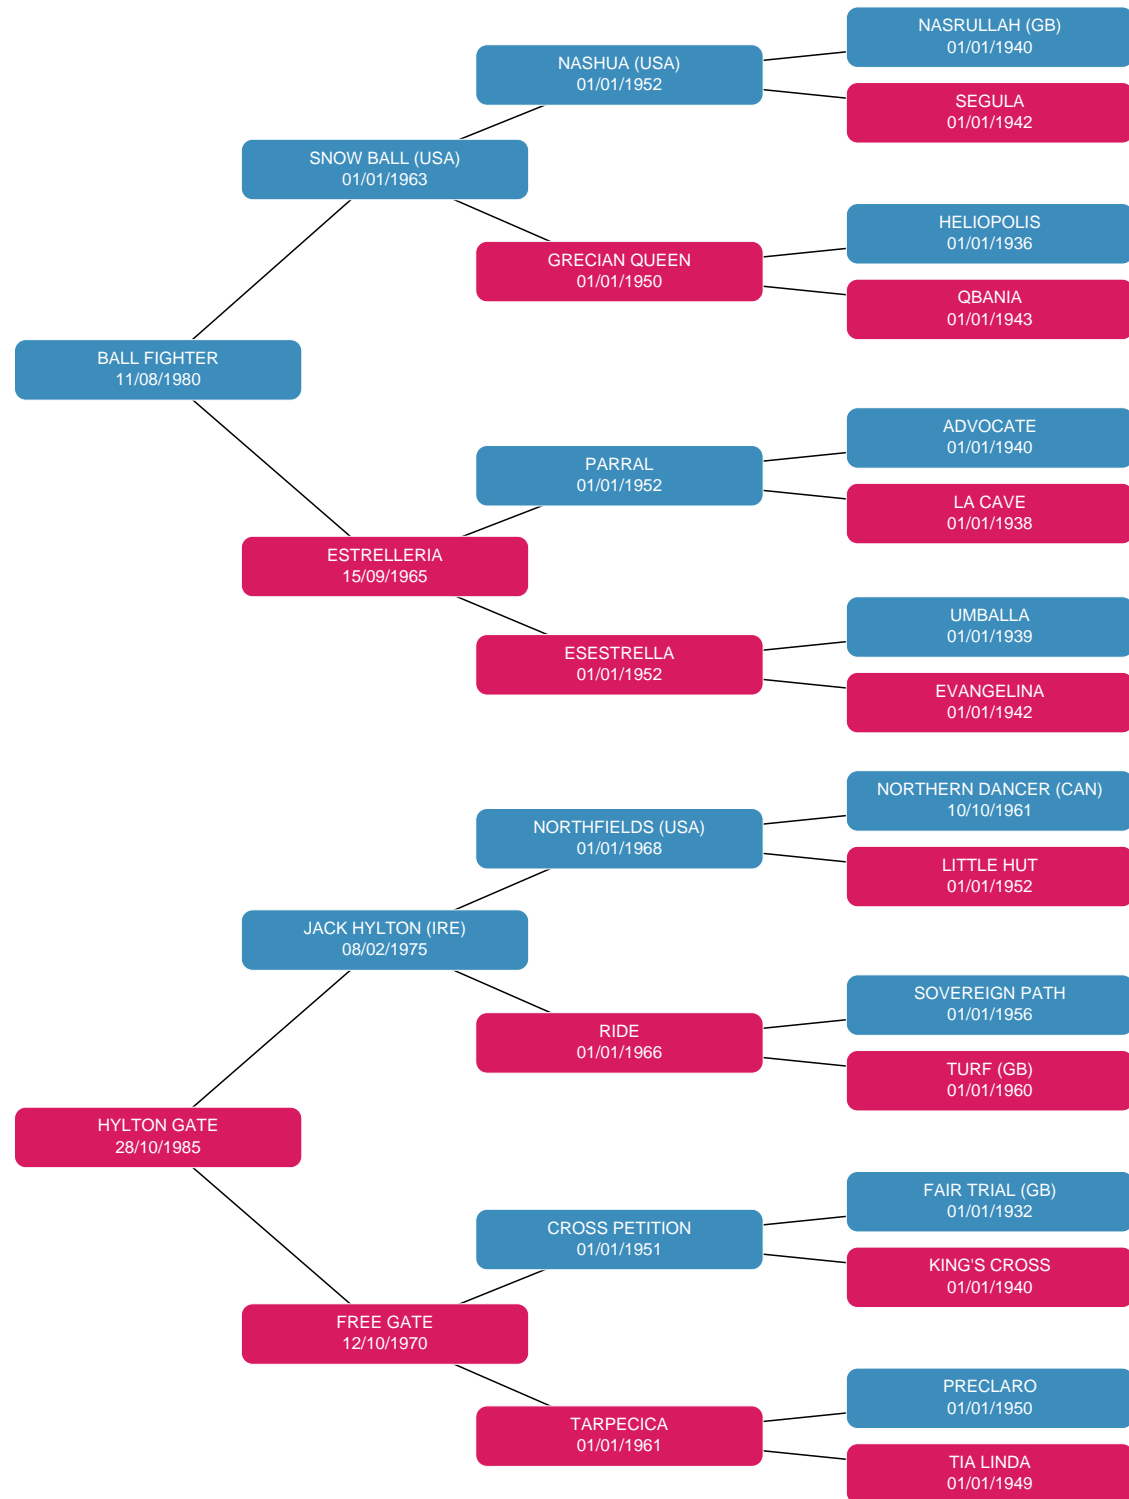 NASRULLAH (GB)
01/01/1940
NASHUA (USA)
01/01/1952
SEGULA
01/01/1942
SNOW BALL (USA)
01/01/1963
HELIOPOLIS
01/01/1936
GRECIAN QUEEN
01/01/1950
QBANIA
01/01/1943
BALL FIGHTER
11/08/1980
ADVOCATE
01/01/1940
PARRAL
01/01/1952
LA CAVE
01/01/1938
ESTRELLERIA
15/09/1965
UMBALLA
01/01/1939
ESESTRELLA
01/01/1952
EVANGELINA
01/01/1942
NORTHERN DANCER (CAN)
10/10/1961
NORTHFIELDS (USA)
01/01/1968
LITTLE HUT
01/01/1952
JACK HYLTON (IRE)
08/02/1975
SOVEREIGN PATH
01/01/1956
RIDE
01/01/1966
TURF (GB)
01/01/1960
HYLTON GATE
28/10/1985
FAIR TRIAL (GB)
01/01/1932
CROSS PETITION
01/01/1951
KING'S CROSS
01/01/1940
FREE GATE
12/10/1970
PRECLARO
01/01/1950
TARPECICA
01/01/1961
TIA LINDA
01/01/1949